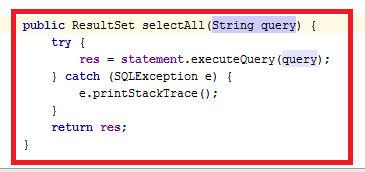 public ResultSet selectAll(String query) {
    try {
        res = statement.executeQuery(query);
    } catch (SQLException e) {
        e.printStackTrace();
    }
    return res;
}